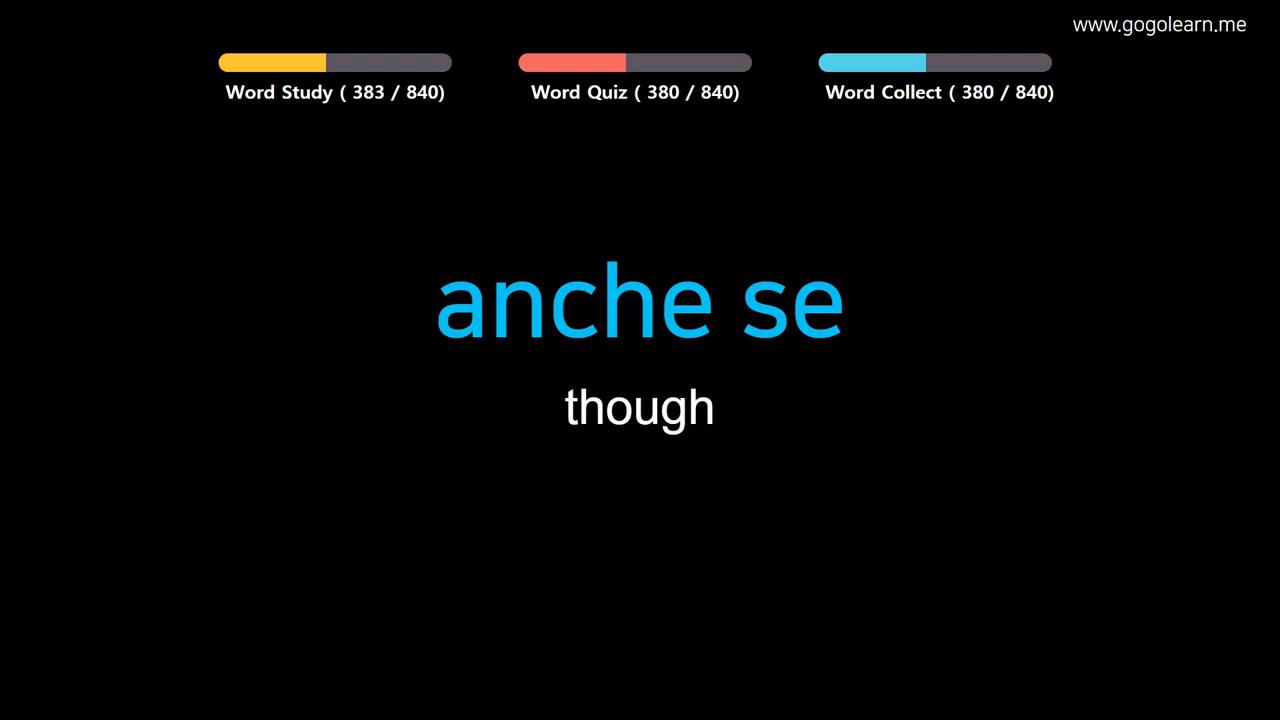 www.gogolearn.me
Word Study ( 383 / 840)
Word Quiz ( 380 / 840)
Word Collect ( 380 / 840)
anche se
though